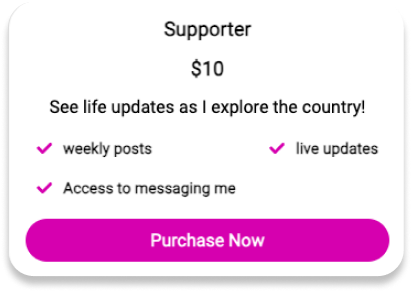 Supporter
$10
See life updates as I explore the country!
weekly posts live updates
Access to messaging me
Purchase Now